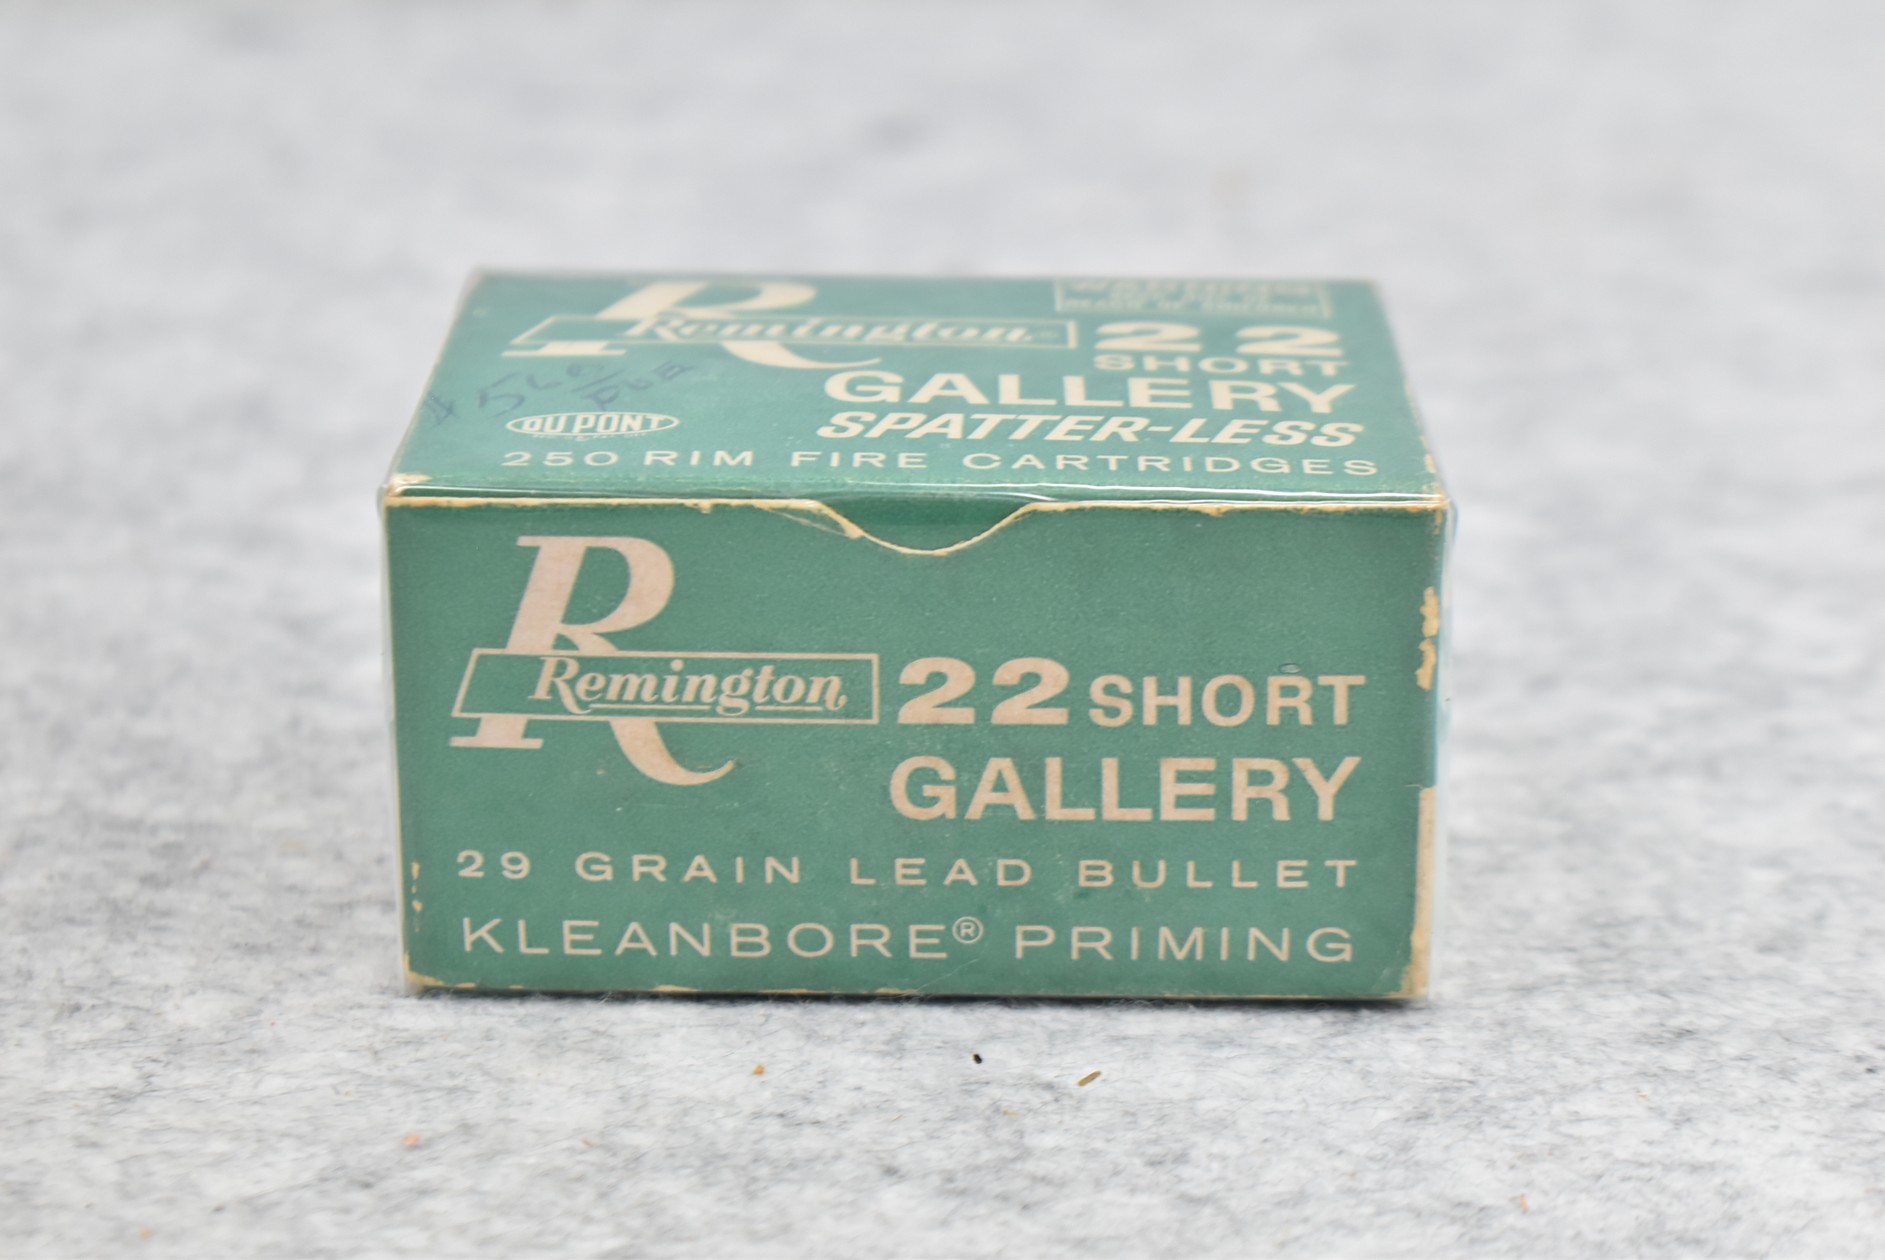 Remington
22
SHORT
GALLERY
SPATTER-LESS
DU PONT
250 RIM FIRE CARTRIDGES
R
Remington
22 SHORT
GALLERY
29 GRAIN LEAD BULLET
KLEANBORE® PRIMING